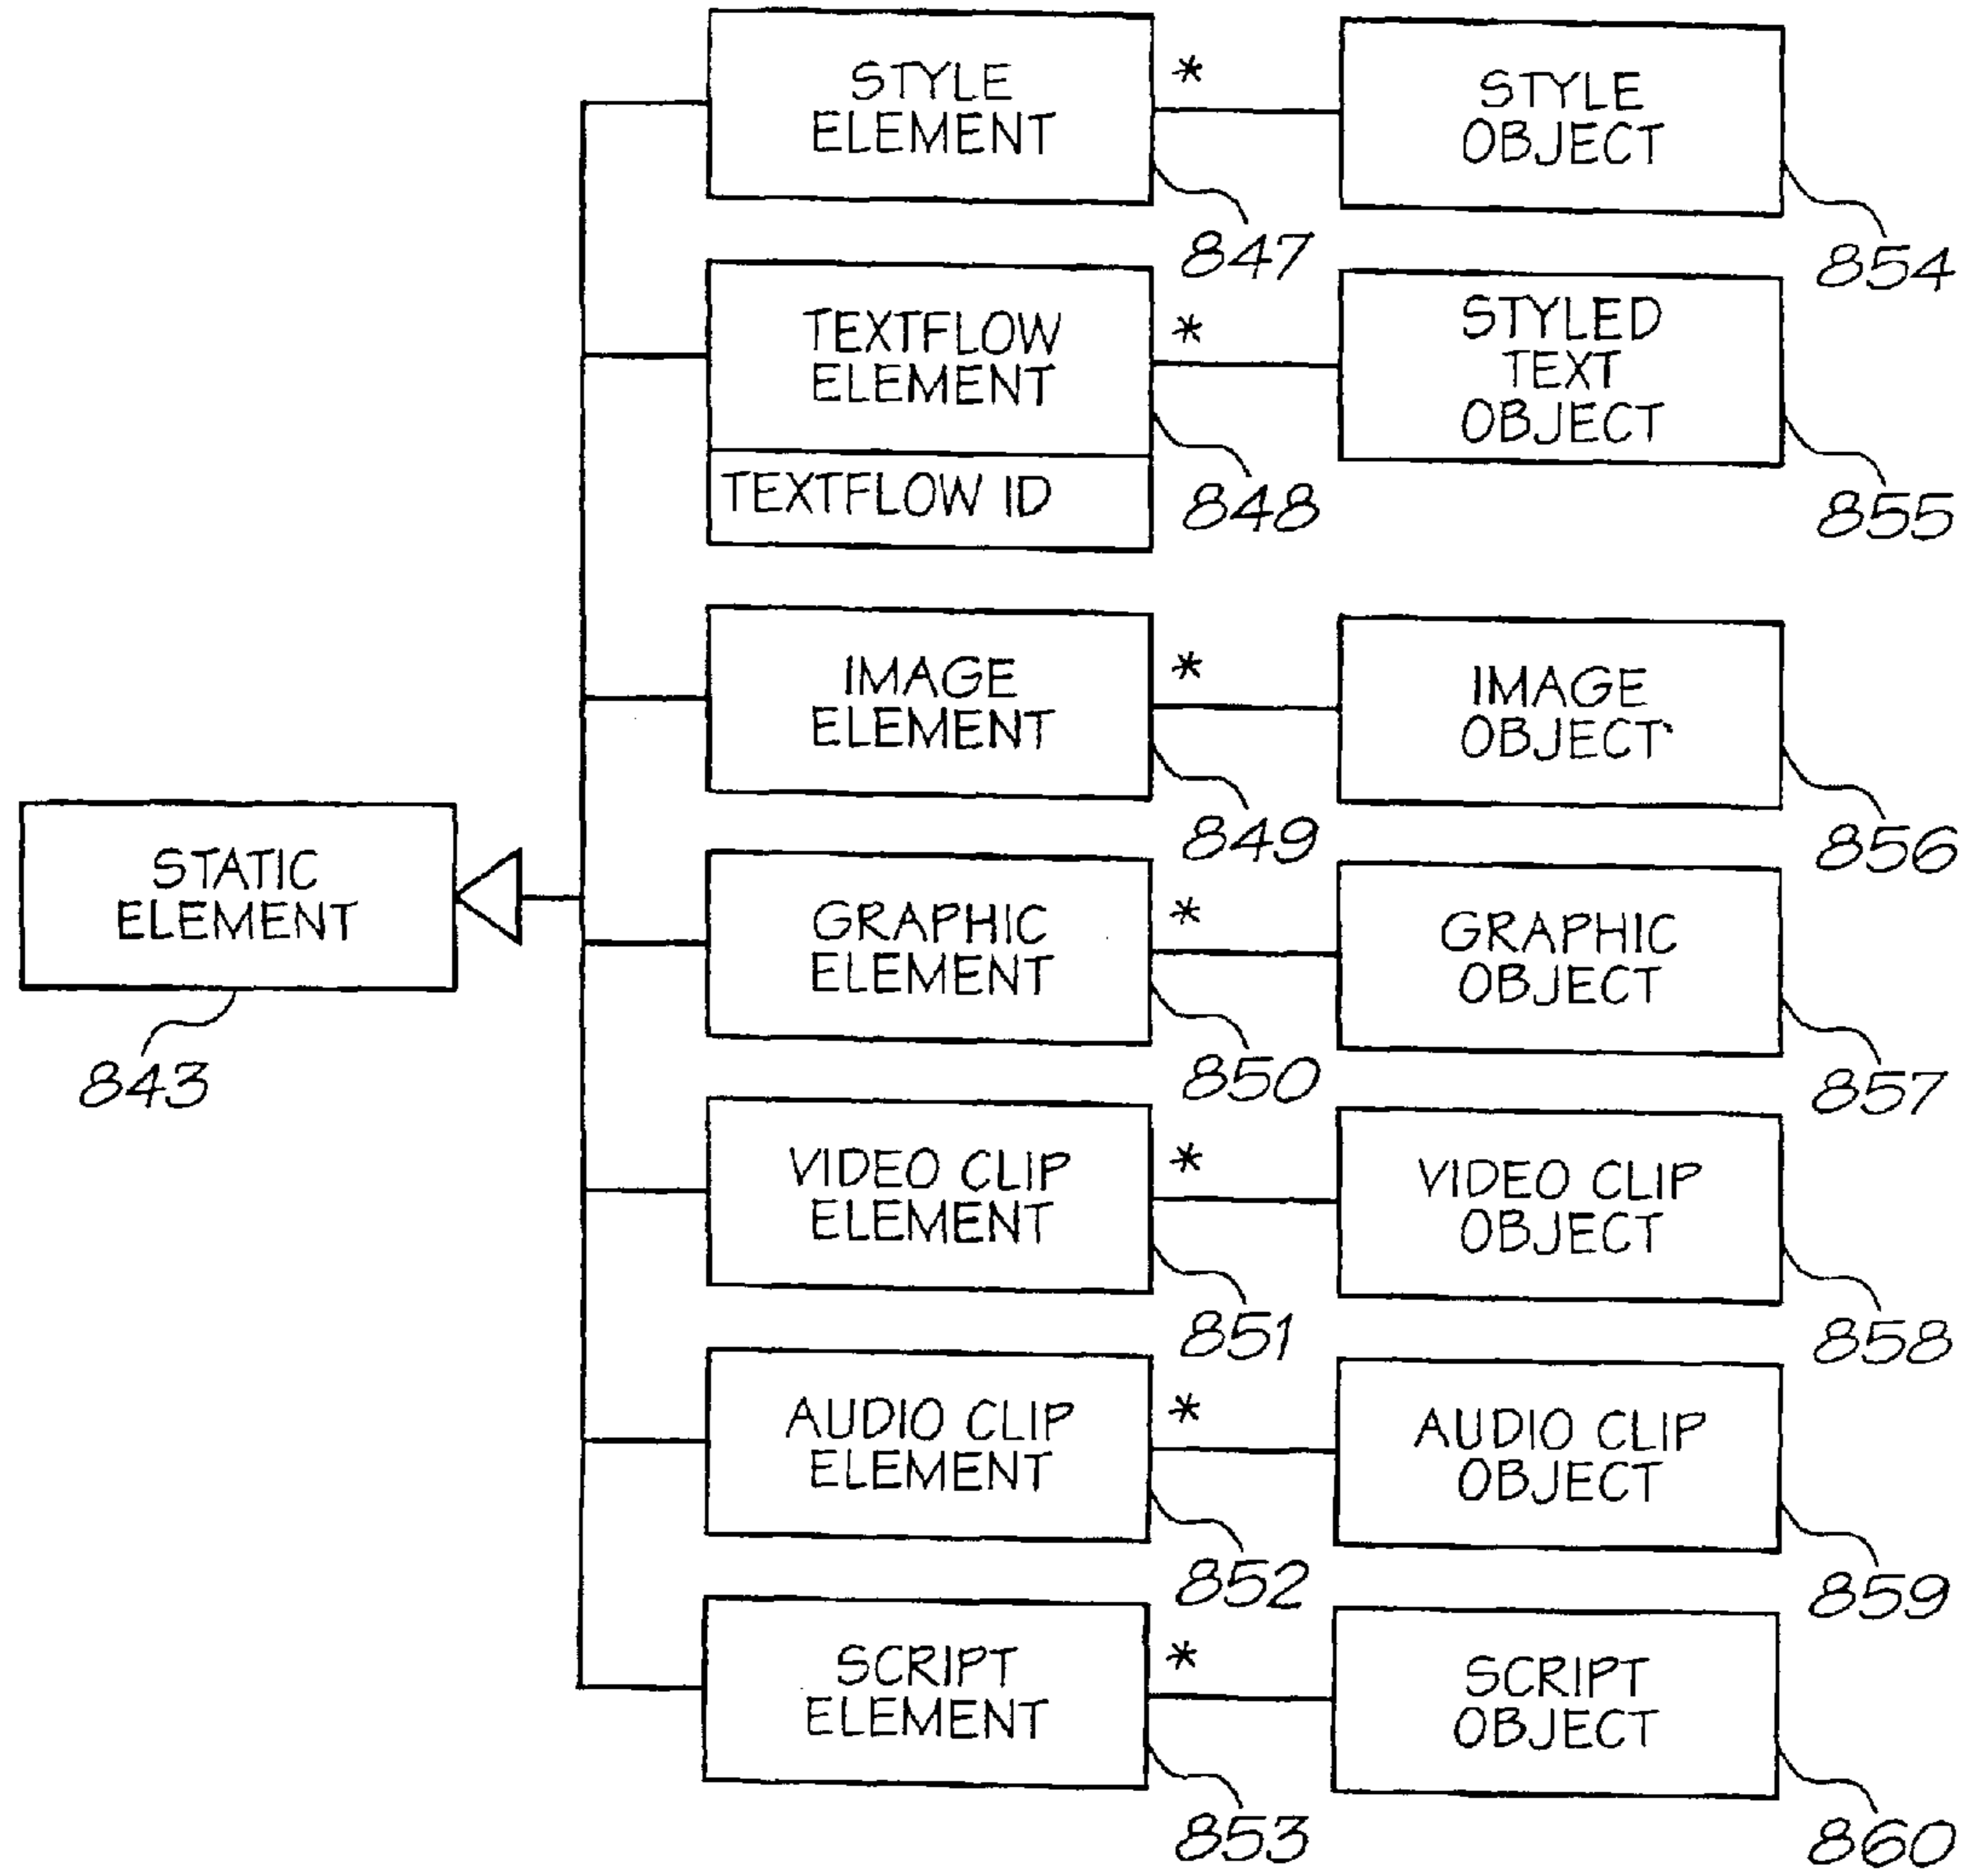 STYLE
ELEMENT
*
847
STYLE
OBJECT
854
TEXTFLOW
ELEMENT
TEXTFLOW ID
*
848
STYLED
TEXT
OBJECT
855
IMAGE
ELEMENT
*
849
IMAGE
OBJECT
856
STATIC
ELEMENT
843
GRAPHIC
ELEMENT
*
850
GRAPHIC
OBJECT
857
VIDEO CLIP
ELEMENT
*
851
VIDEO CLIP
OBJECT
858
AUDIO CLIP
ELEMENT
*
852
AUDIO CLIP
OBJECT
859
SCRIPT
ELEMENT
*
853
SCRIPT
OBJECT
860